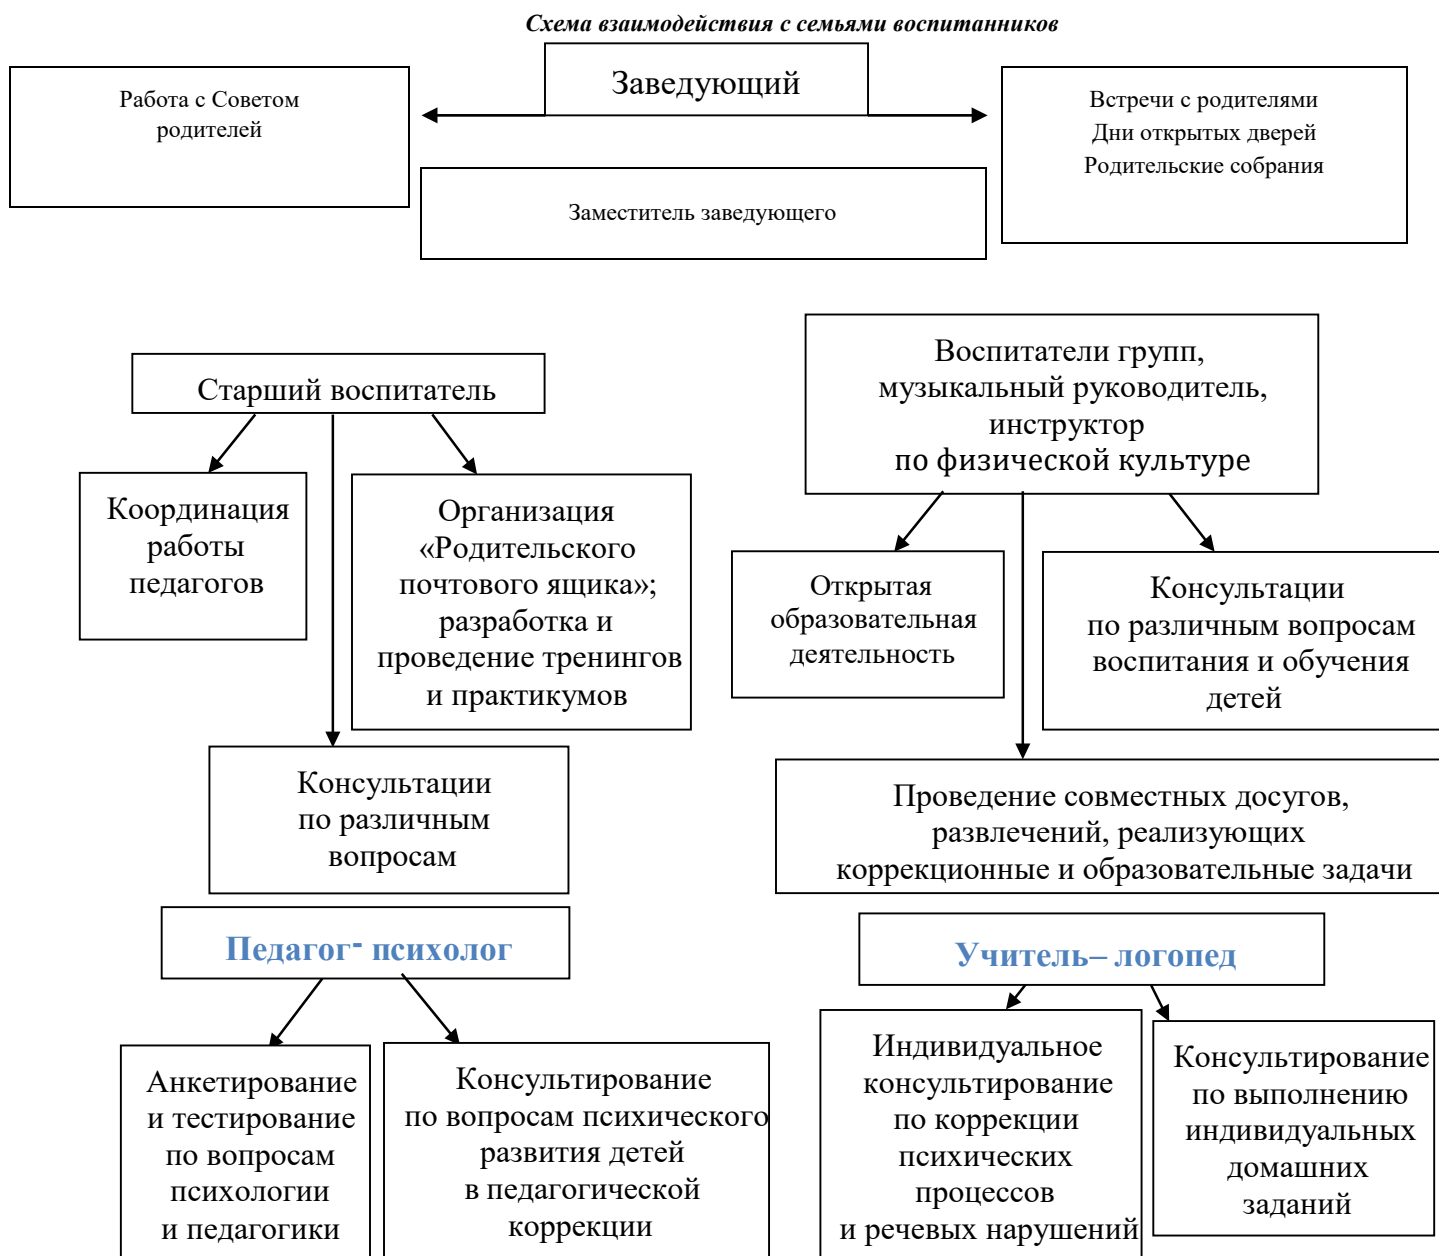 Схема взаимодействия с семьями воспитанников
Заведующий
Работа с Советом
родителей
Встречи с родителями
Дни открытых дверей
Родительские собрания
Заместитель заведующего
Старший воспитатель
Координация
работы
педагогов
Организация
«Родительского
почтового ящика»;
разработка и
проведение тренингов
и практикумов
Консультации
по различным
вопросам
Воспитатели групп,
музыкальный руководитель,
инструктор
по физической культуре
Открытая
образовательная
деятельность
Консультации
по различным вопросам
воспитания и обучения
детей
Проведение совместных досугов,
развлечений, реализующих
коррекционные и образовательные задачи
Педагог- психолог
Анкетирование
и тестирование
по вопросам
психологии
и педагогики
Консультирование
по вопросам психического
развития детей
в педагогической
коррекции
Учитель– логопед
Индивидуальное
консультирование
по коррекции
психических
процессов
и речевых нарушений
Консультирование
по выполнению
индивидуальных
домашних
заданий